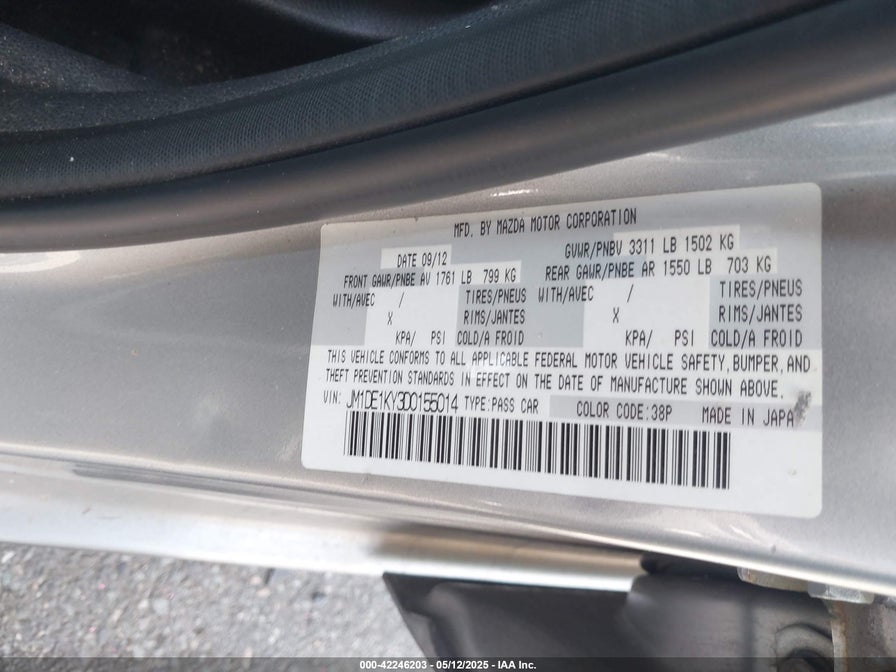 MFD. BY MAZDA MOTOR CORPORATION
DATE 09/12 GVWR/PNBV 3311 LB 1502 KG
FRONT GAWR/PNBE AV 1761 LB 799 KG REAR GAWR/PNBE AR 1550 LB 703 KG
WITH/AVEC / TIRES/PNEUS WITH/AVEC / TIRES/PNEUS
X RIMS/JANTES X RIMS/JANTES
KPA/ PSI COLD/A FROID KPA/ PSI COLD/A FROID
THIS VEHICLE CONFORMS TO ALL APPLICABLE FEDERAL MOTOR VEHICLE SAFETY, BUMPER, AND
THEFT PREVENTION STANDARDS IN EFFECT ON THE DATE OF MANUFACTURE SHOWN ABOVE.
VIN: JM1DE1KY3D0155014 TYPE:PASS CAR COLOR CODE:38P MADE IN JAPAN
000-42246203 - 05/12/2025 - IAA Inc.